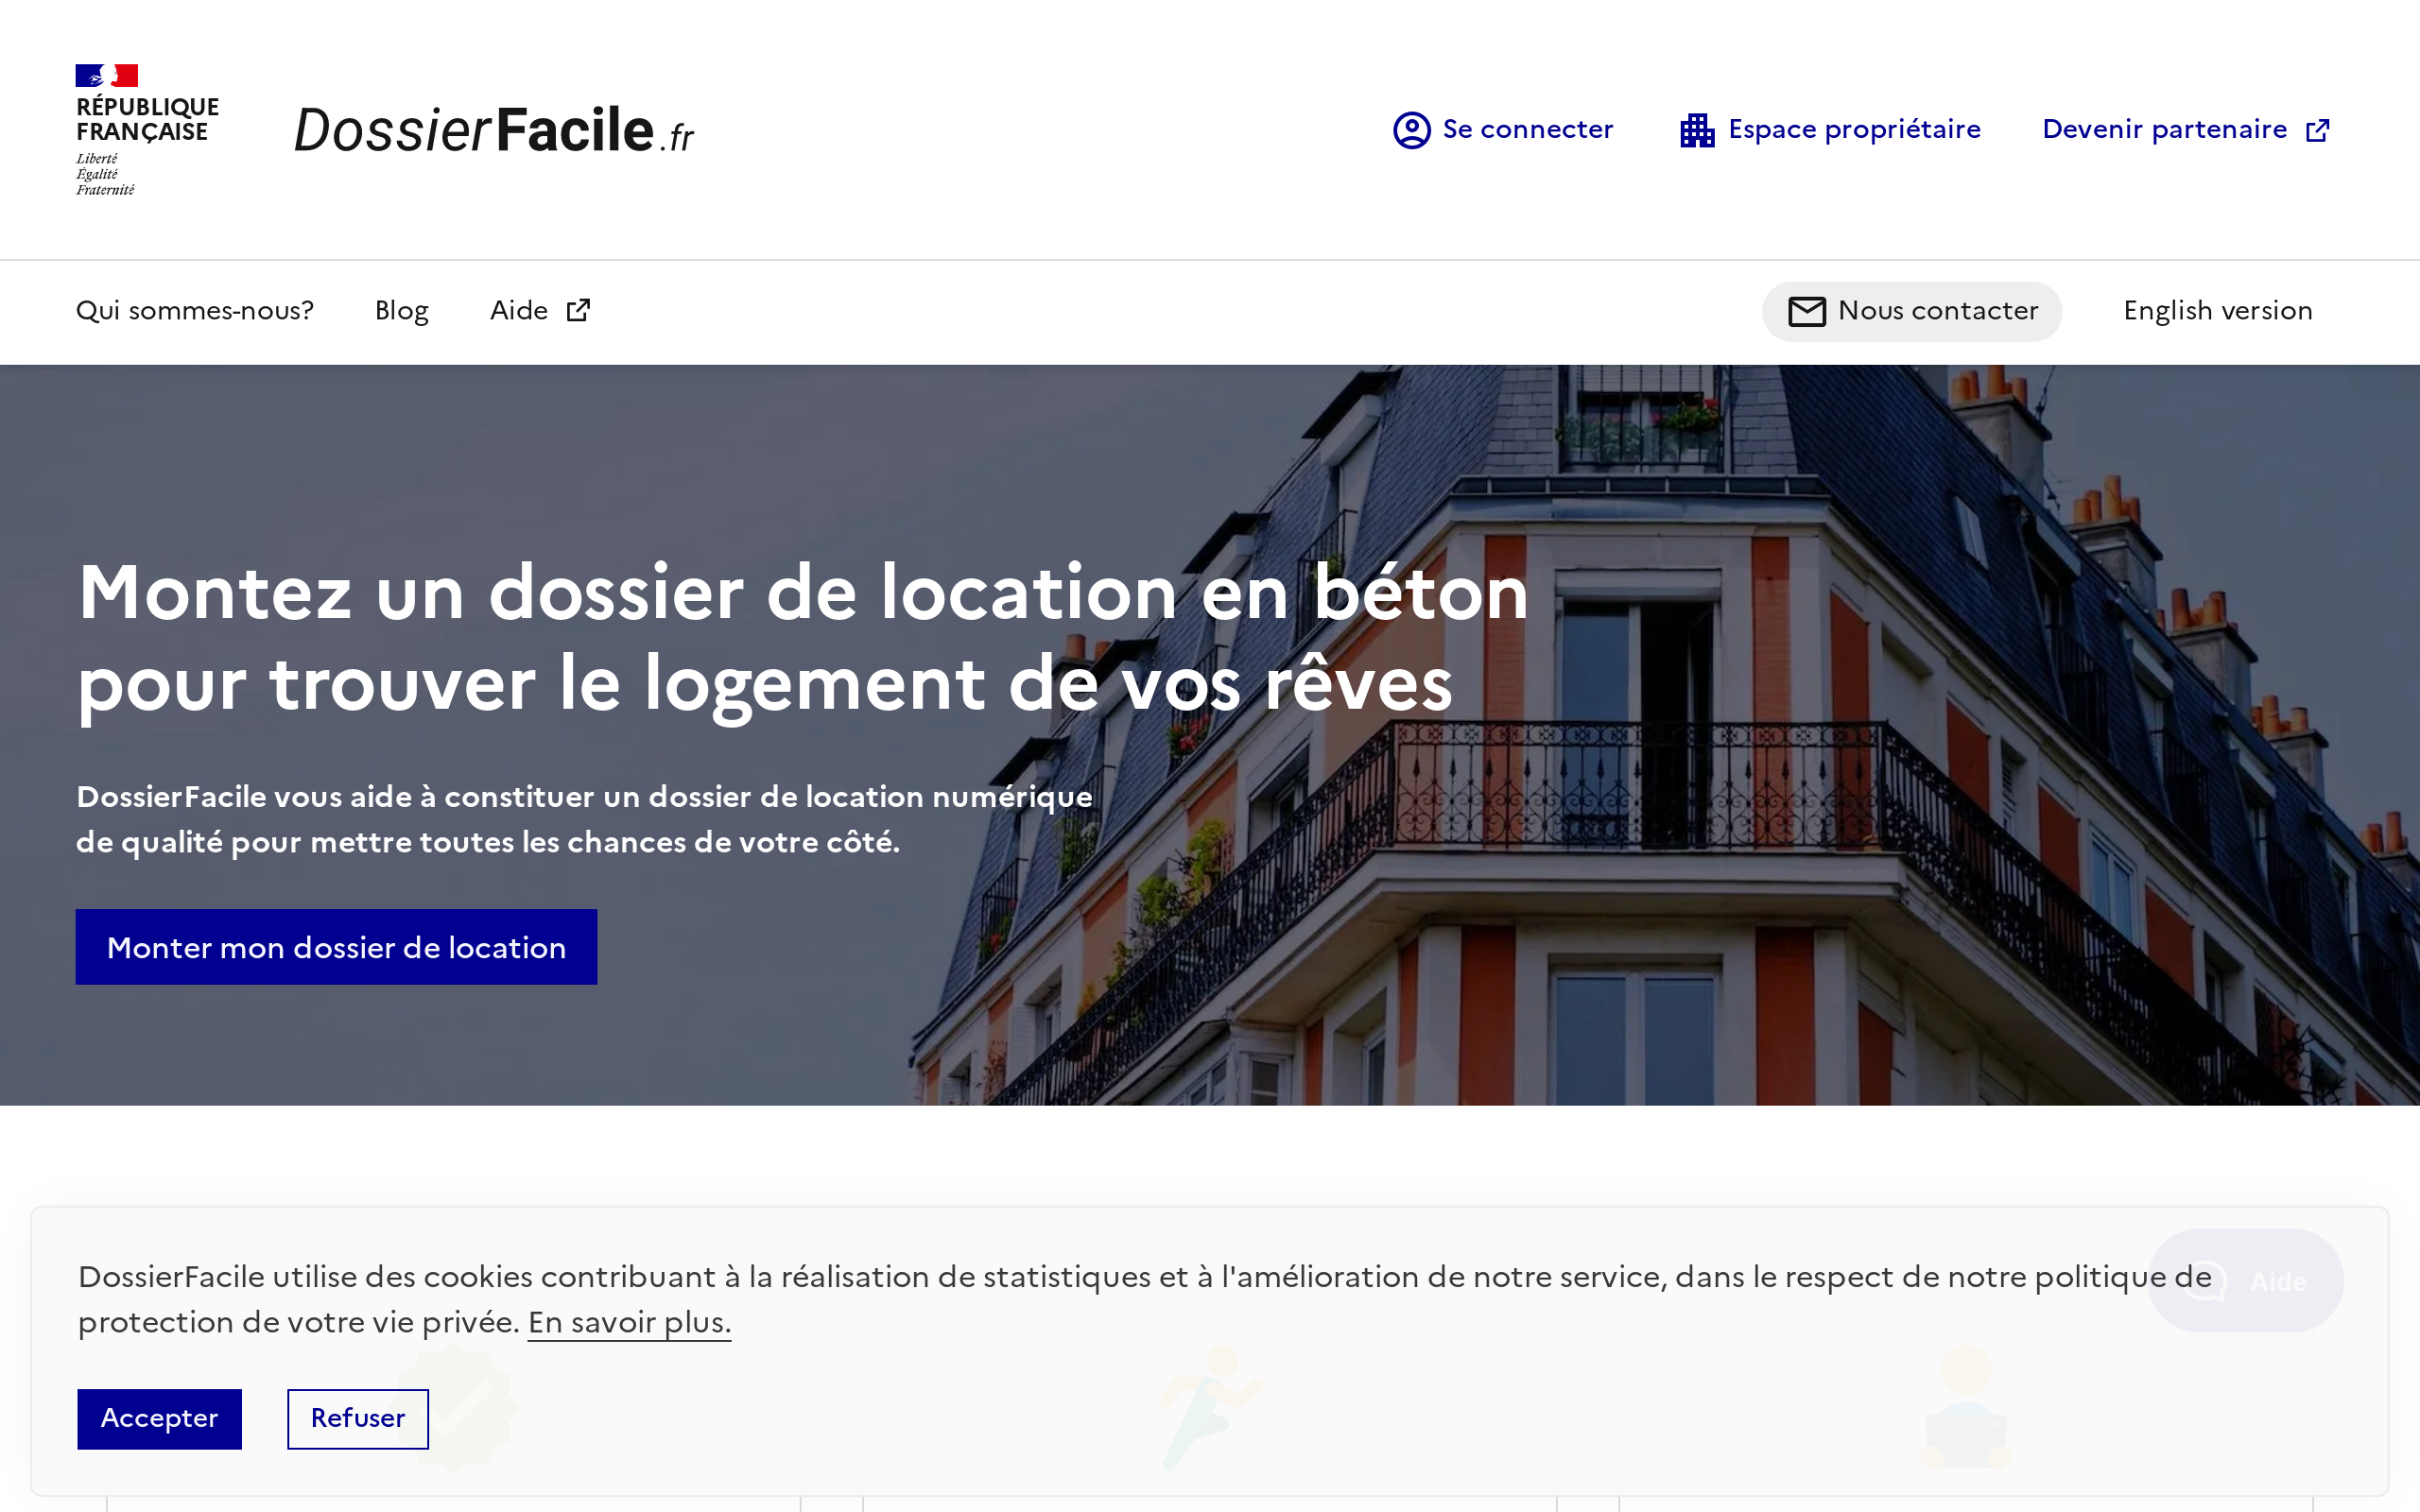 RÉPUBLIQUE
FRANÇAISE
Liberté
Égalité
Fraternité
DossierFacile.fr
Se connecter
Espace propriétaire
Devenir partenaire
Qui sommes-nous?
Blog
Aide
Nous contacter
English version
Montez un dossier de location en béton
pour trouver le logement de vos rêves
DossierFacile vous aide à constituer un dossier de location numérique
de qualité pour mettre toutes les chances de votre côté.
Monter mon dossier de location
DossierFacile utilise des cookies contribuant à la réalisation de statistiques et à l'amélioration de notre service, dans le respect de notre politique de
protection de votre vie privée. En savoir plus.
Aide
Accepter
Refuser